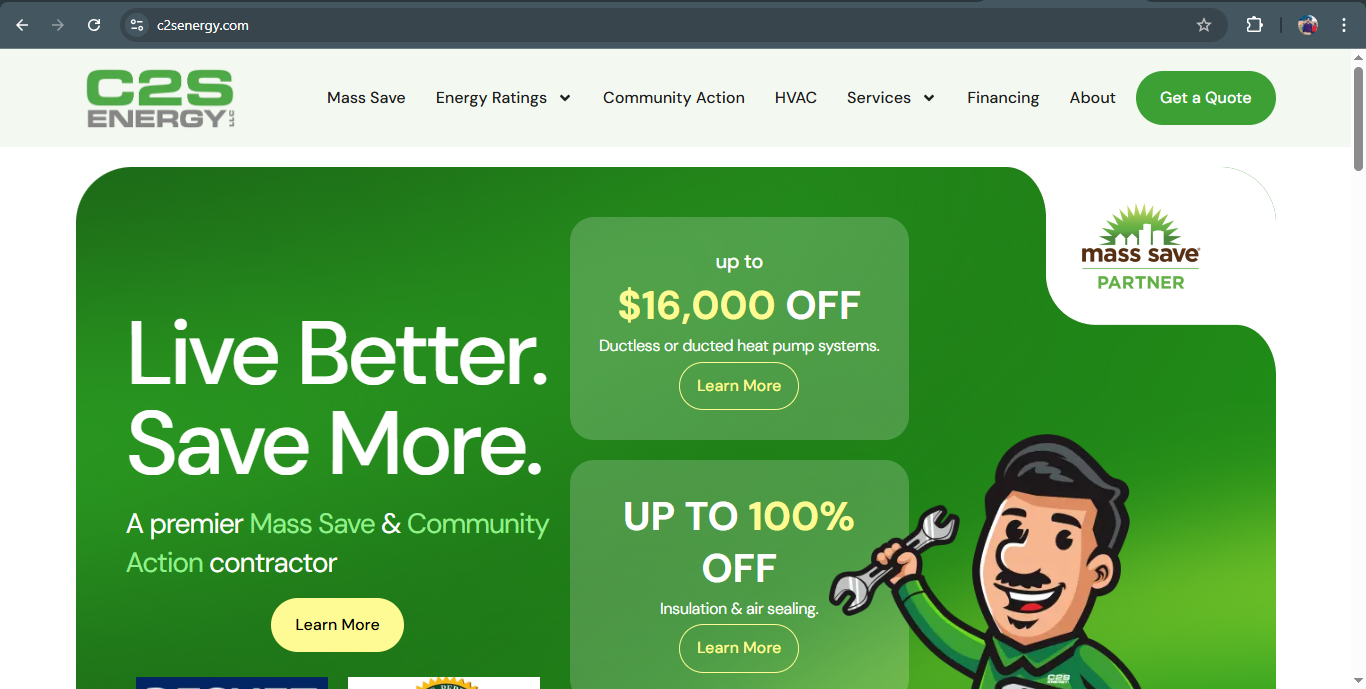 c2senergy.com
C2S
ENERGY LLC
Mass Save
Energy Ratings
Community Action
HVAC
Services
Financing
About
Get a Quote
mass save
PARTNER
up to
$16,000 OFF
Ductless or ducted heat pump systems.
Learn More
Live Better.
Save More.
A premier Mass Save & Community
Action contractor
Learn More
UP TO 100%
OFF
Insulation & air sealing.
Learn More
C2S
ENERGY